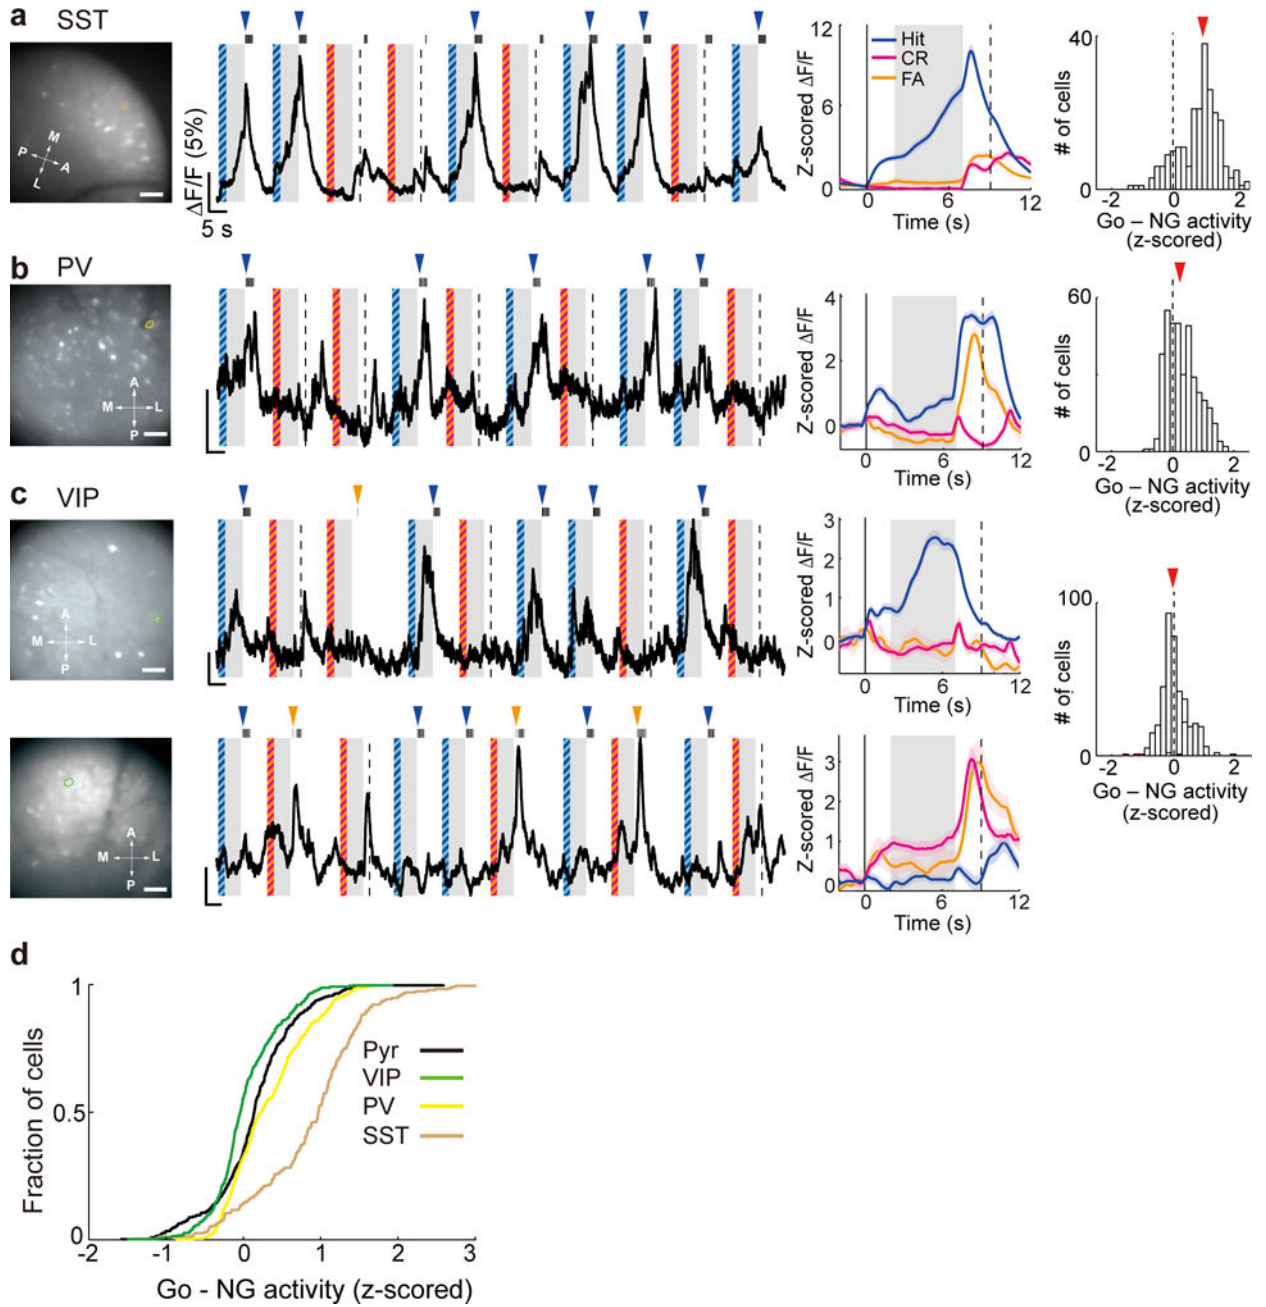 a SST
M
P
A
L
ΔF/F (5%)
5 s
Z-scored ΔF/F
12
6
0
Hit
CR
FA
0 6 12
Time (s)
# of cells
40
0
-2 0 2
Go – NG activity
(z-scored)
b PV
A
M L
P
Z-scored ΔF/F
4
2
0
0 6 12
Time (s)
# of cells
60
0
-2 0 2
Go – NG activity
(z-scored)
c VIP
A
M L
P
Z-scored ΔF/F
3
2
1
0
0 6 12
# of cells
100
0
-2 0 2
Go – NG activity
(z-scored)
A
M L
P
Z-scored ΔF/F
3
2
1
0
0 6 12
Time (s)
d
Fraction of cells
1
0.5
0
Pyr
VIP
PV
SST
-2 -1 0 1 2 3
Go - NG activity (z-scored)